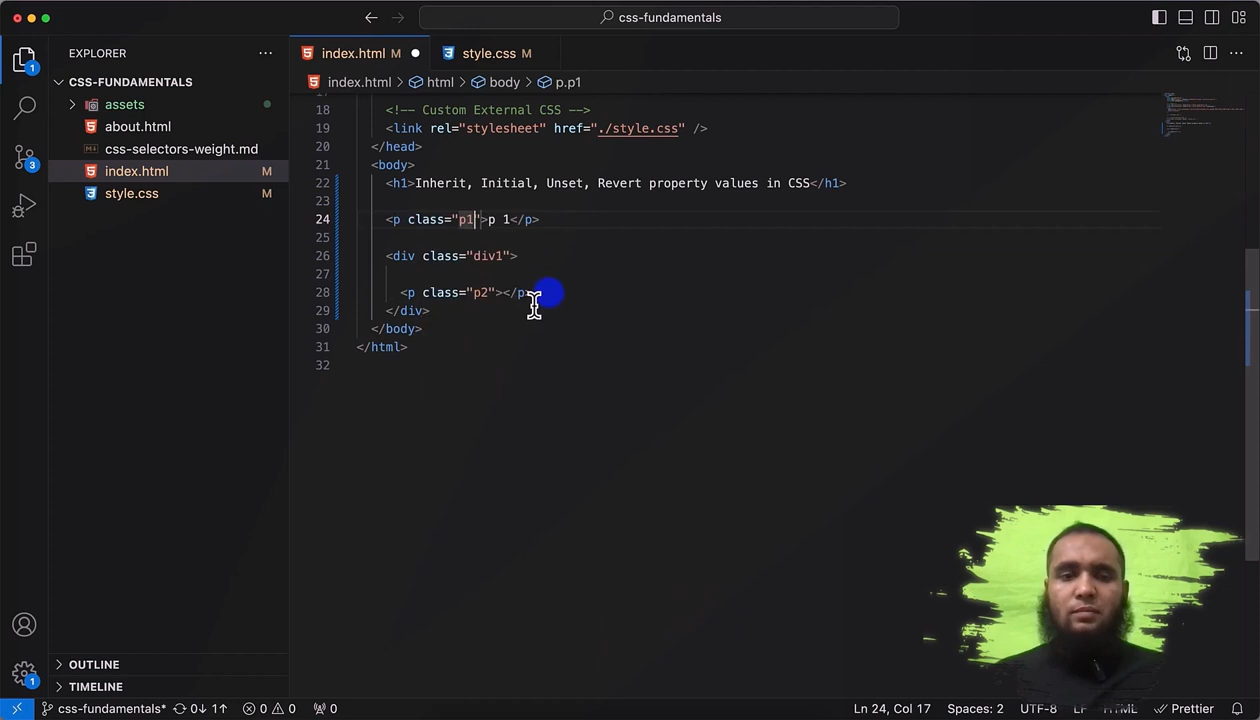 css-fundamentals
EXPLORER
index.html M
style.css M
1
CSS-FUNDAMENTALS
index.html > html > body > p.p1
assets
about.html
css-selectors-weight.md
index.html M
3
style.css M
18 <!-- Custom External CSS -->
19 <link rel="stylesheet" href="./style.css" />
20 </head>
21 <body>
22 <h1>Inherit, Initial, Unset, Revert property values in CSS</h1>
23
24 <p class="p1">p 1</p>
25
26 <div class="div1">
27
28 <p class="p2"></p>
29 </div>
30 </body>
31 </html>
32
OUTLINE
1
TIMELINE
css-fundamentals* 0↓ 1↑ 0 0 0 Ln 24, Col 17 Spaces: 2 UTF-8 LF HTML Prettier